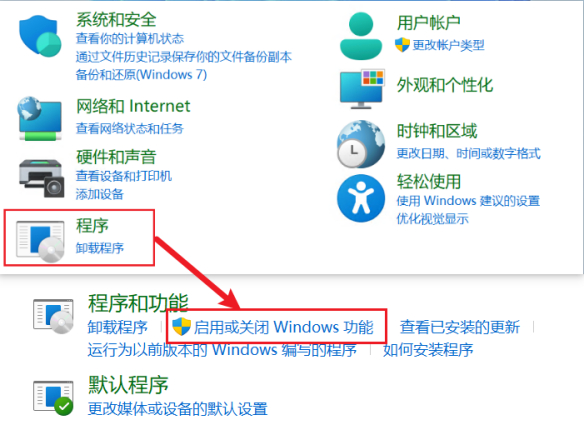 系统和安全
查看你的计算机状态
通过文件历史记录保存你的文件备份副本
备份和还原(Windows 7)
网络和 Internet
查看网络状态和任务
硬件和声音
查看设备和打印机
添加设备
程序
卸载程序
用户帐户
更改帐户类型
外观和个性化
时钟和区域
更改日期、时间或数字格式
轻松使用
使用 Windows 建议的设置
优化视觉显示
程序和功能
卸载程序 启用或关闭 Windows 功能 查看已安装的更新
运行为以前版本的 Windows 编写的程序 如何安装程序
默认程序
更改媒体或设备的默认设置